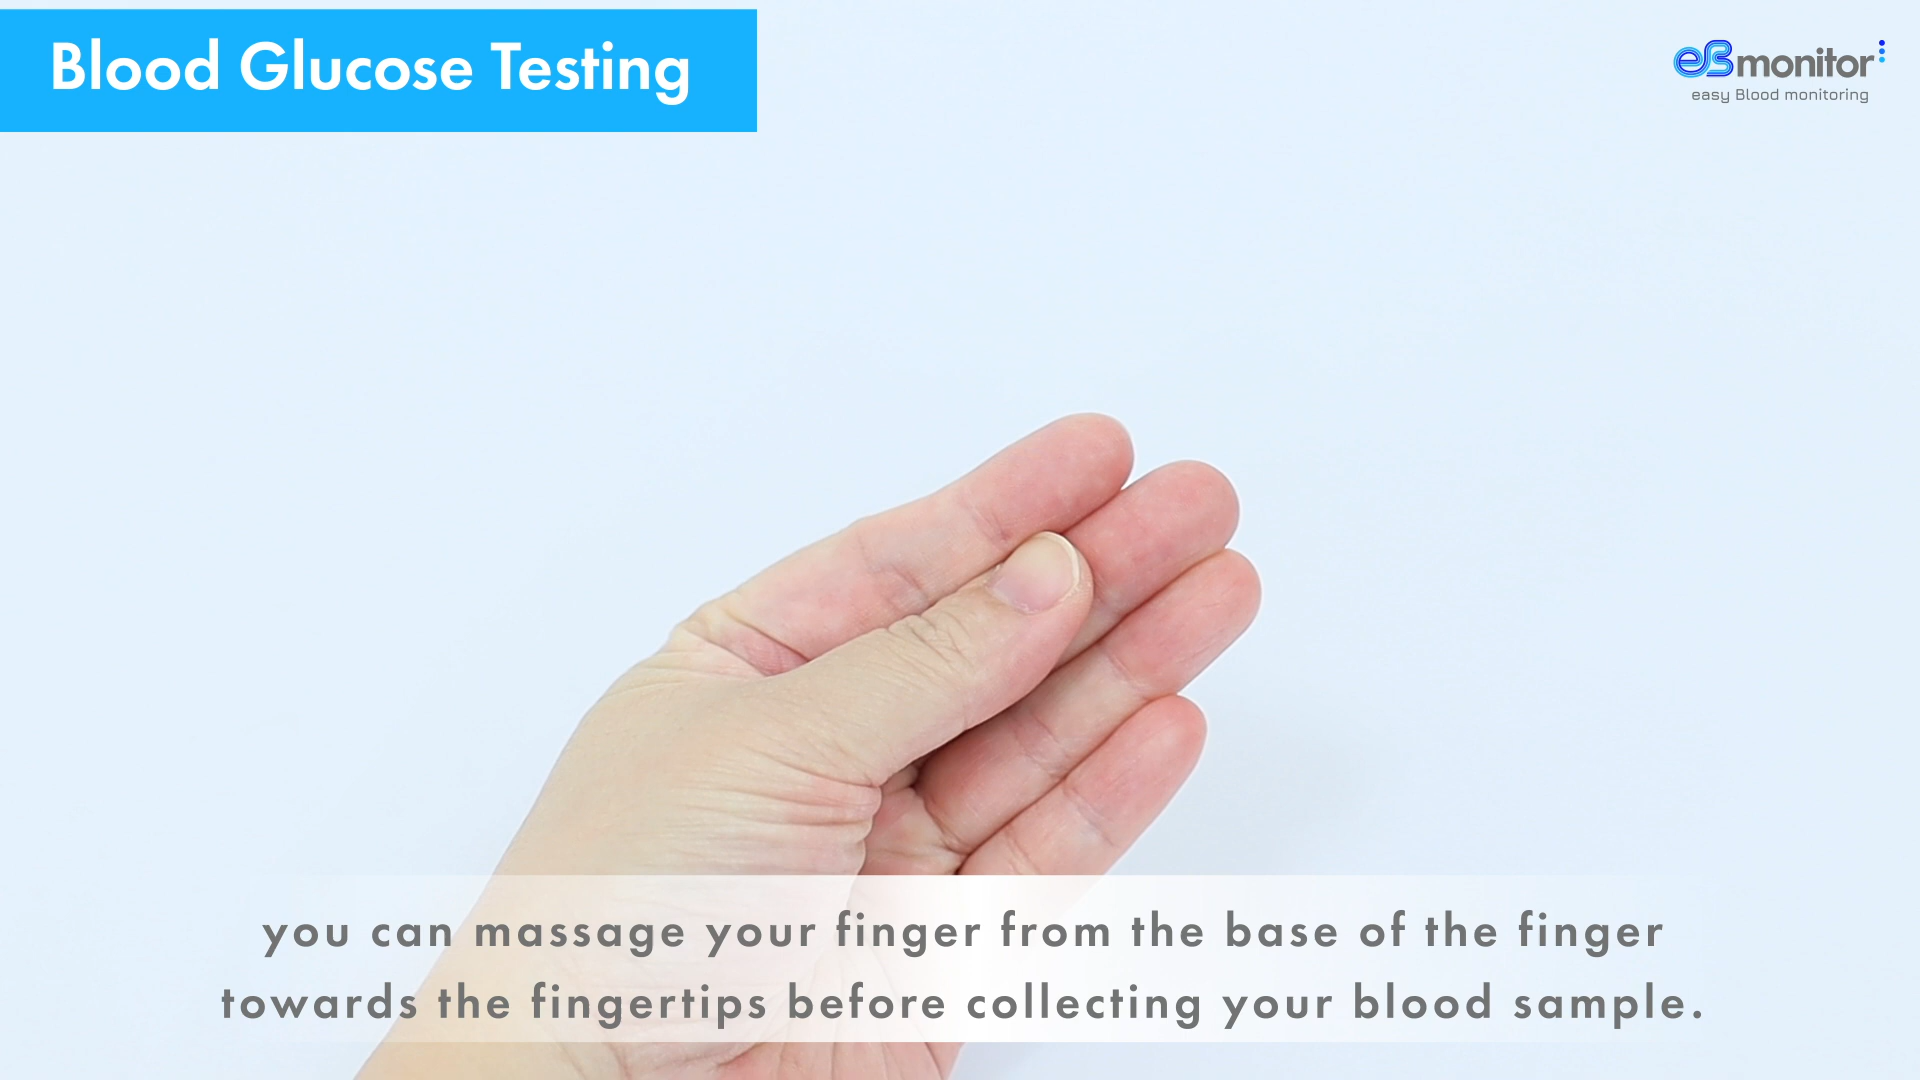 Blood Glucose Testing
eBmonitor
easy Blood monitoring
you can massage your finger from the base of the finger
towards the fingertips before collecting your blood sample.